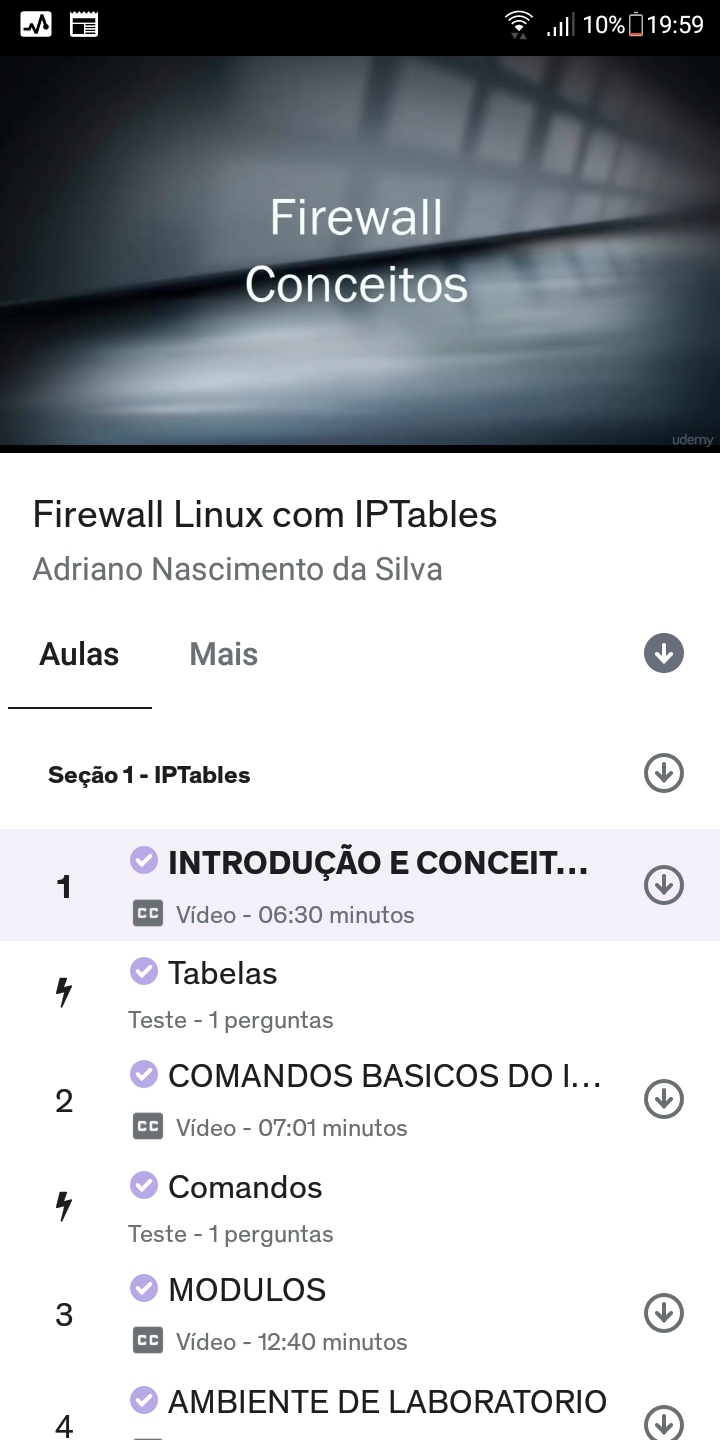 10% 19:59
Firewall
Conceitos
udemy
Firewall Linux com IPTables
Adriano Nascimento da Silva
Aulas Mais
Seção 1 - IPTables
1 INTRODUÇÃO E CONCEIT...
CC Vídeo - 06:30 minutos
Tabelas
Teste - 1 perguntas
2 COMANDOS BASICOS DO I...
CC Vídeo - 07:01 minutos
Comandos
Teste - 1 perguntas
3 MODULOS
CC Vídeo - 12:40 minutos
4 AMBIENTE DE LABORATORIO